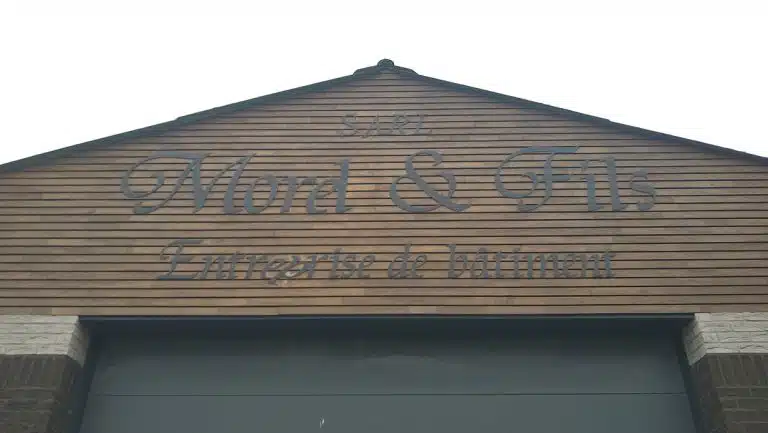 SARL
Morel & Fils
Entreprise de bâtiment